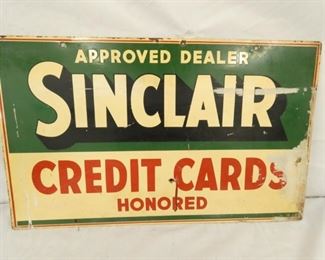 APPROVED DEALER
SINCLAIR
CREDIT CARDS
HONORED